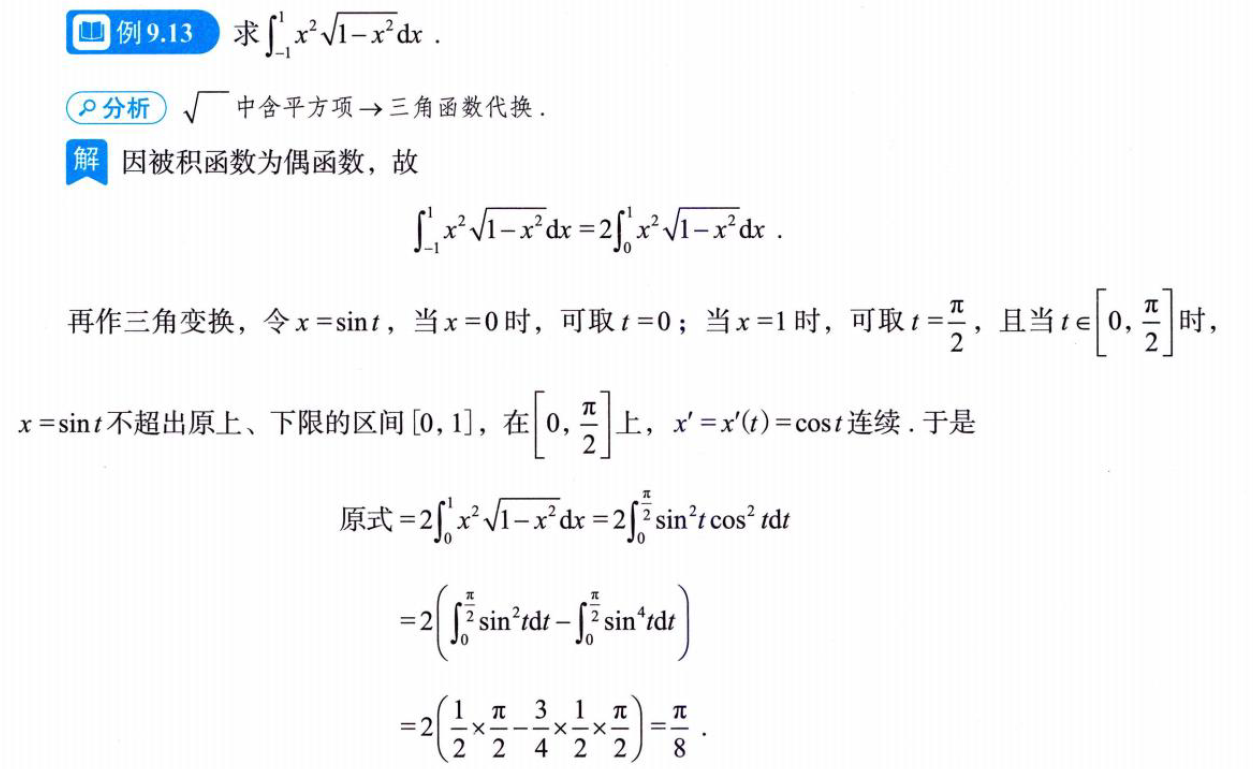 例 9.13 求 $\int_{-1}^{1} x^2\sqrt{1-x^2}\mathrm{d}x$ .
分析 $\sqrt{\quad}$ 中含平方项→三角函数代换 .
解 因被积函数为偶函数，故
$\int_{-1}^{1} x^2\sqrt{1-x^2}\mathrm{d}x = 2\int_{0}^{1} x^2\sqrt{1-x^2}\mathrm{d}x$ .
再作三角变换，令 $x=\sin t$，当 $x=0$ 时，可取 $t=0$；当 $x=1$ 时，可取 $t=\frac{\pi}{2}$，且当 $t\in\left[0,\frac{\pi}{2}\right]$ 时，
$x=\sin t$ 不超出原上、下限的区间 $[0,1]$，在 $\left[0,\frac{\pi}{2}\right]$ 上，$x'=x'(t)=\cos t$ 连续 . 于是
原式 $=2\int_{0}^{1} x^2\sqrt{1-x^2}\mathrm{d}x = 2\int_{0}^{\frac{\pi}{2}} \sin^2 t\cos^2 t\mathrm{d}t$
$=2\left(\int_{0}^{\frac{\pi}{2}} \sin^2 t\mathrm{d}t - \int_{0}^{\frac{\pi}{2}} \sin^4 t\mathrm{d}t\right)$
$=2\left(\frac{1}{2}\times\frac{\pi}{2}-\frac{3}{4}\times\frac{1}{2}\times\frac{\pi}{2}\right)=\frac{\pi}{8}$ .